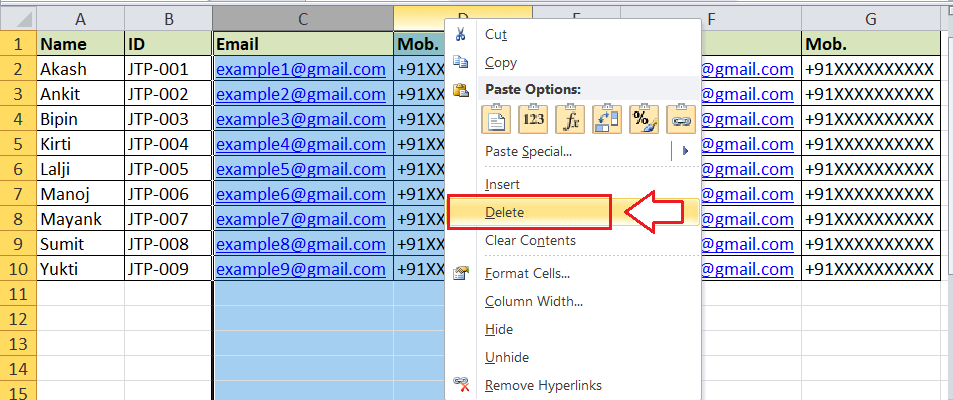 A B C D E F G
1 Name ID Email Mob. Mob.
2 Akash JTP-001 example1@gmail.com +91XX @gmail.com +91XXXXXXXXXX
3 Ankit JTP-002 example2@gmail.com +91XX @gmail.com +91XXXXXXXXXX
4 Bipin JTP-003 example3@gmail.com +91XX @gmail.com +91XXXXXXXXXX
5 Kirti JTP-004 example4@gmail.com +91XX @gmail.com +91XXXXXXXXXX
6 Lalji JTP-005 example5@gmail.com +91XX @gmail.com +91XXXXXXXXXX
7 Manoj JTP-006 example6@gmail.com +91XX @gmail.com +91XXXXXXXXXX
8 Mayank JTP-007 example7@gmail.com +91XX @gmail.com +91XXXXXXXXXX
9 Sumit JTP-008 example8@gmail.com +91XX @gmail.com +91XXXXXXXXXX
10 Yukti JTP-009 example9@gmail.com +91XX @gmail.com +91XXXXXXXXXX
11
12
13
14
15
Cut
Copy
Paste Options:
123 fx %
Paste Special...
Insert
Delete
Clear Contents
Format Cells...
Column Width...
Hide
Unhide
Remove Hyperlinks